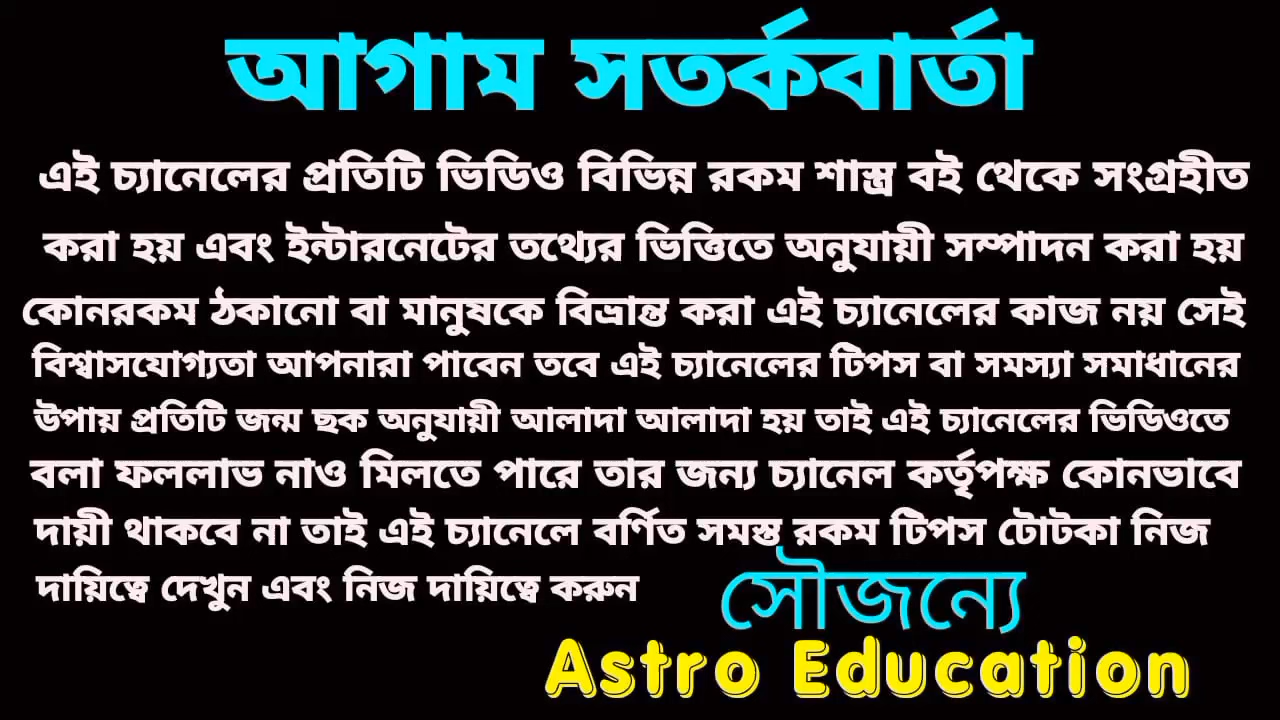 আগাম সতর্কবার্তা
এই চ্যানেলের প্রতিটি ভিডিও বিভিন্ন রকম শাস্ত্র বই থেকে সংগ্রহীত
করা হয় এবং ইন্টারনেটের তথ্যের ভিত্তিতে অনুযায়ী সম্পাদন করা হয়
কোনরকম ঠকানো বা মানুষকে বিভ্রান্ত করা এই চ্যানেলের কাজ নয় সেই
বিশ্বাসযোগ্যতা আপনারা পাবেন তবে এই চ্যানেলের টিপস বা সমস্যা সমাধানের
উপায় প্রতিটি জন্ম ছক অনুযায়ী আলাদা আলাদা হয় তাই এই চ্যানেলের ভিডিওতে
বলা ফললাভ নাও মিলতে পারে তার জন্য চ্যানেল কর্তৃপক্ষ কোনভাবে
দায়ী থাকবে না তাই এই চ্যানেলে বর্ণিত সমস্ত রকম টিপস টোটকা নিজ
দায়িত্বে দেখুন এবং নিজ দায়িত্বে করুন
সৌজন্যে
Astro Education